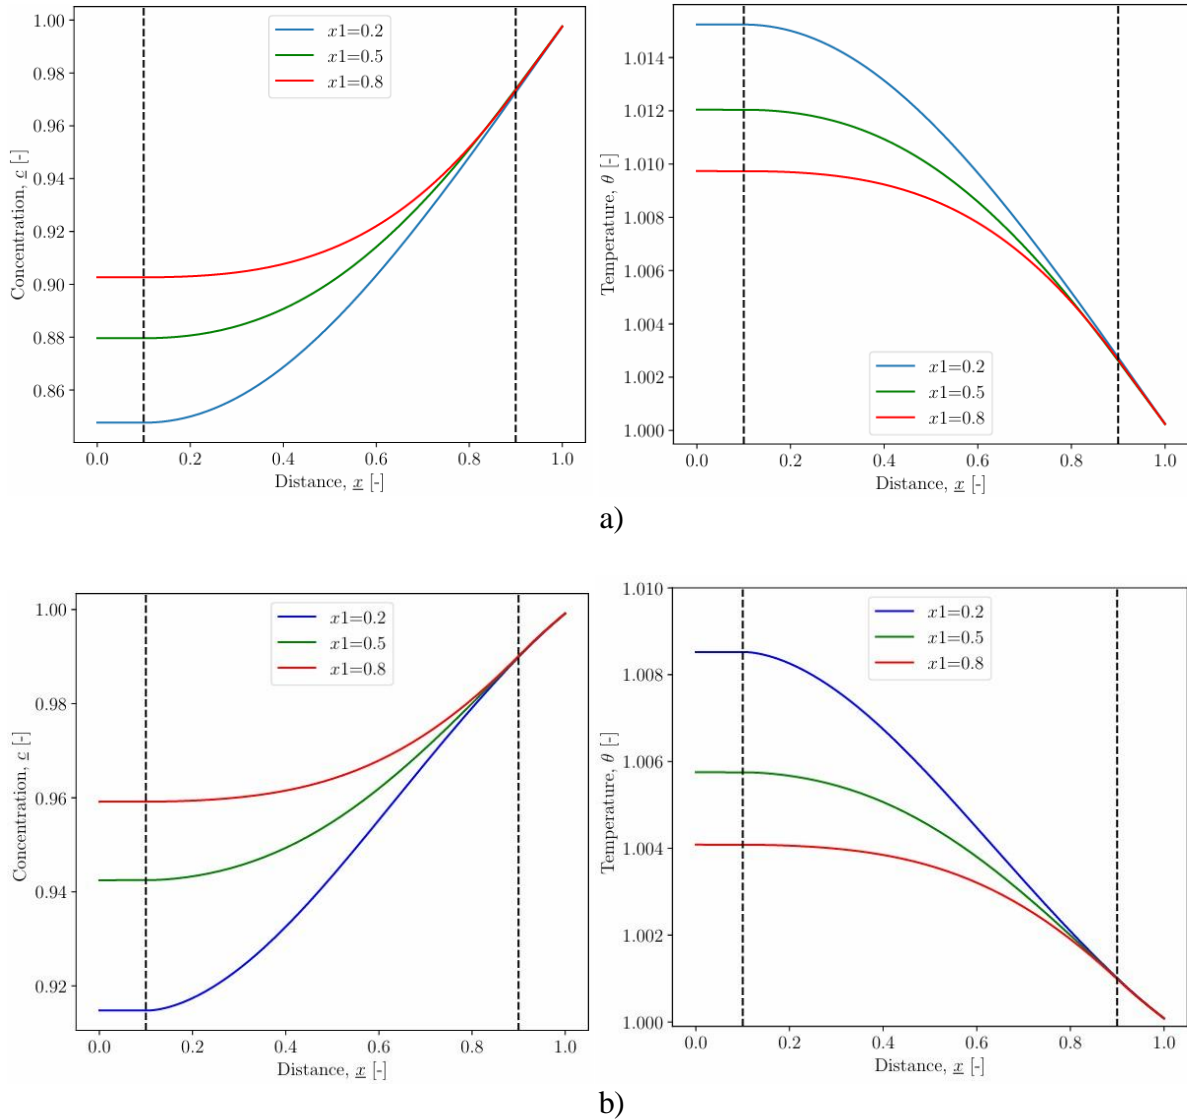 1.00
0.98
0.96
0.94
0.92
0.90
0.88
0.86
Concentration, c [-]
x1=0.2
x1=0.5
x1=0.8
0.0 0.2 0.4 0.6 0.8 1.0
Distance, x [-]
1.014
1.012
1.010
1.008
1.006
1.004
1.002
1.000
Temperature, θ [-]
x1=0.2
x1=0.5
x1=0.8
0.0 0.2 0.4 0.6 0.8 1.0
Distance, x [-]
a)
1.00
0.98
0.96
0.94
0.92
Concentration, c [-]
x1=0.2
x1=0.5
x1=0.8
0.0 0.2 0.4 0.6 0.8 1.0
Distance, x [-]
1.010
1.008
1.006
1.004
1.002
1.000
Temperature, θ [-]
x1=0.2
x1=0.5
x1=0.8
0.0 0.2 0.4 0.6 0.8 1.0
Distance, x [-]
b)